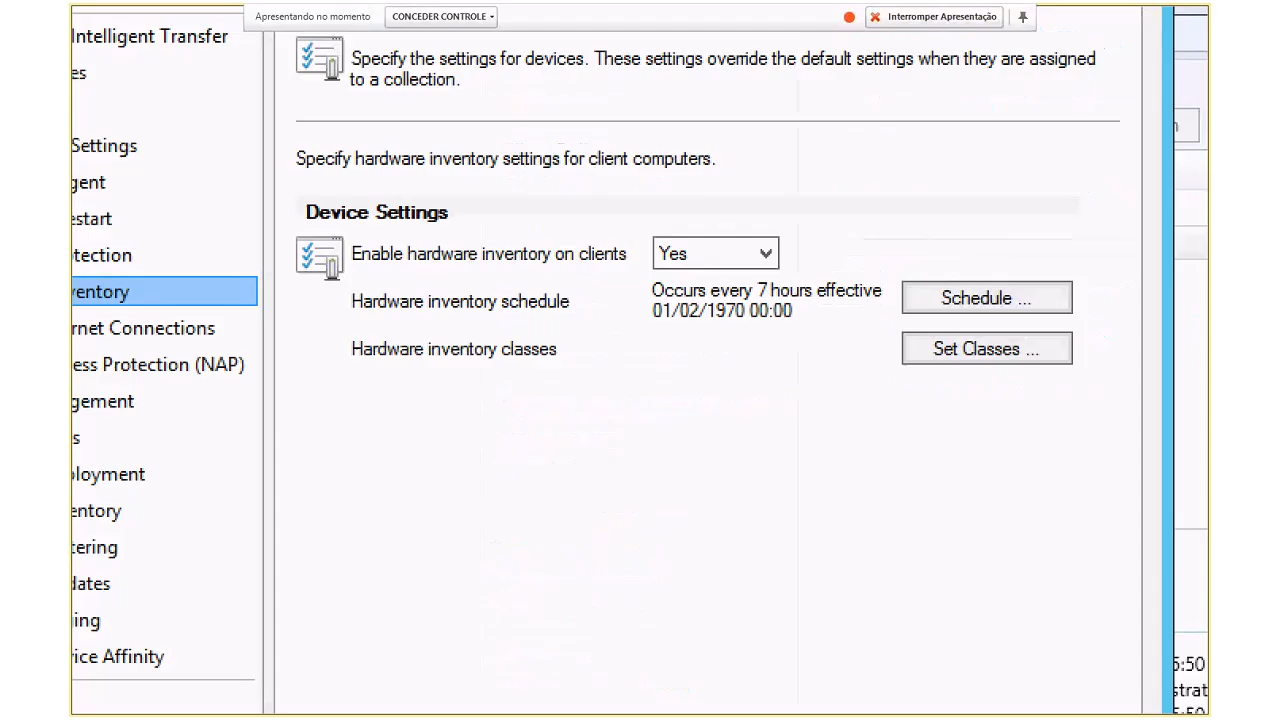 Apresentando no momento
CONCEDER CONTROLE
Interromper Apresentação
Intelligent Transfer
es
Settings
gent
estart
otection
ventory
rnet Connections
ess Protection (NAP)
gement
s
ployment
entory
tering
dates
ing
vice Affinity
Specify the settings for devices. These settings override the default settings when they are assigned
to a collection.
Specify hardware inventory settings for client computers.
Device Settings
Enable hardware inventory on clients
Yes
Hardware inventory schedule
Occurs every 7 hours effective
01/02/1970 00:00
Schedule ...
Hardware inventory classes
Set Classes ...
5:50
strat